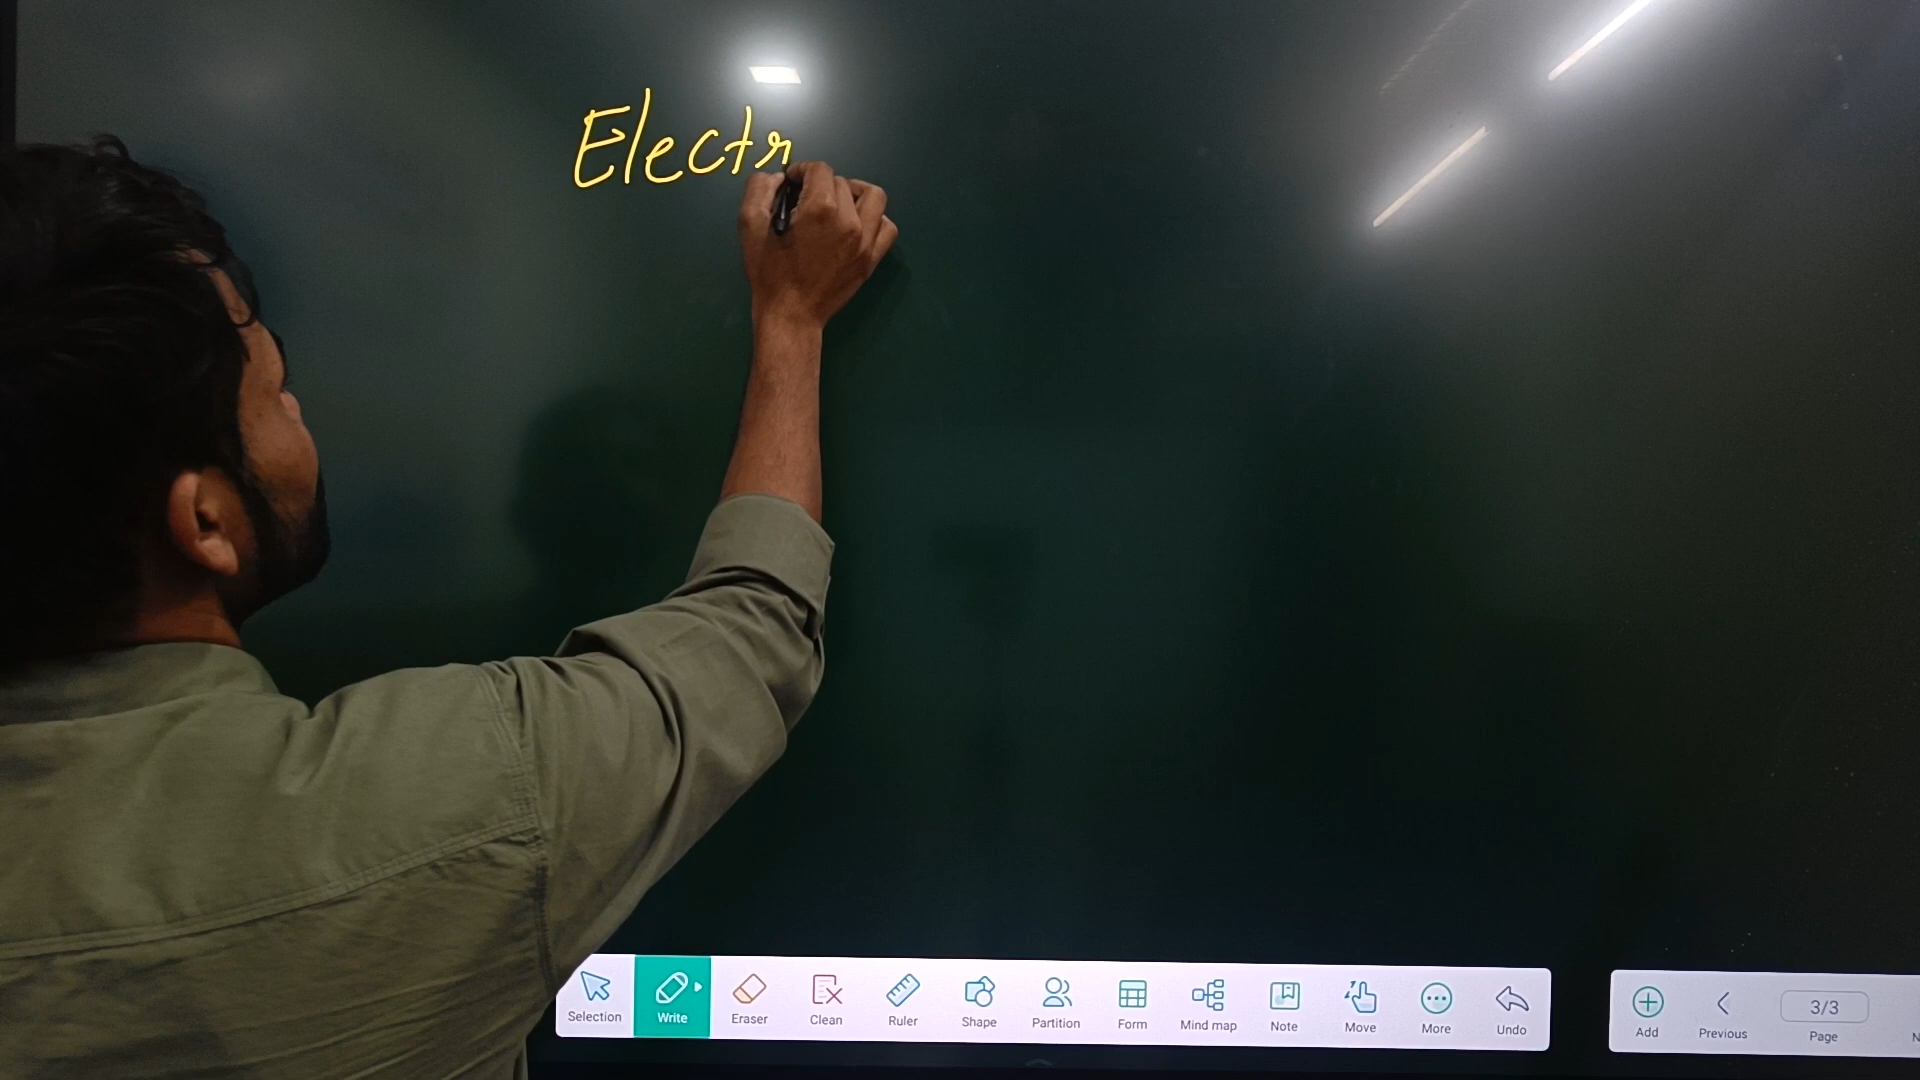 Electr
Selection Write Eraser Clean Ruler Shape Partition Form Mind map Note Move More Undo
Add Previous 3/3 Page N